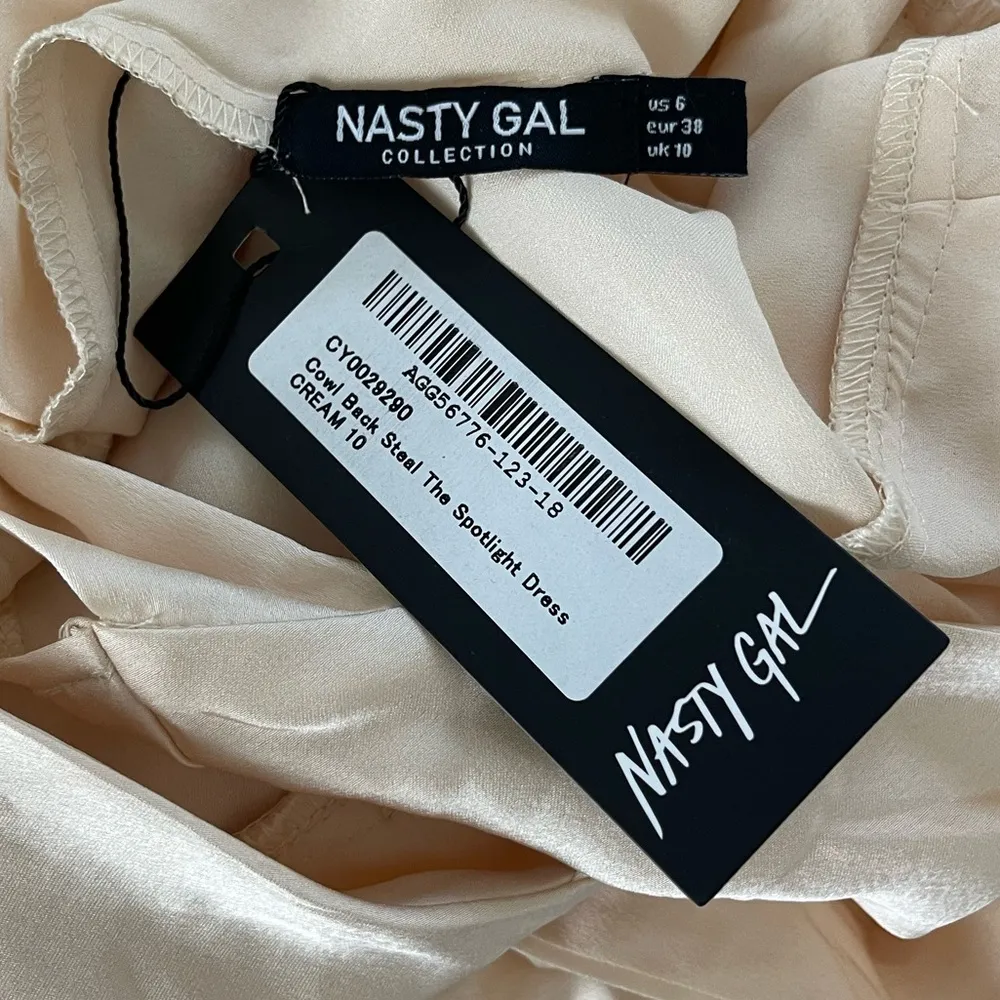 NASTY GAL
COLLECTION
us 6
eur 38
uk 10
AGG56776-123-18
CY0029290
Cowl Back Steal The Spotlight Dress
CREAM 10
NASTY GAL